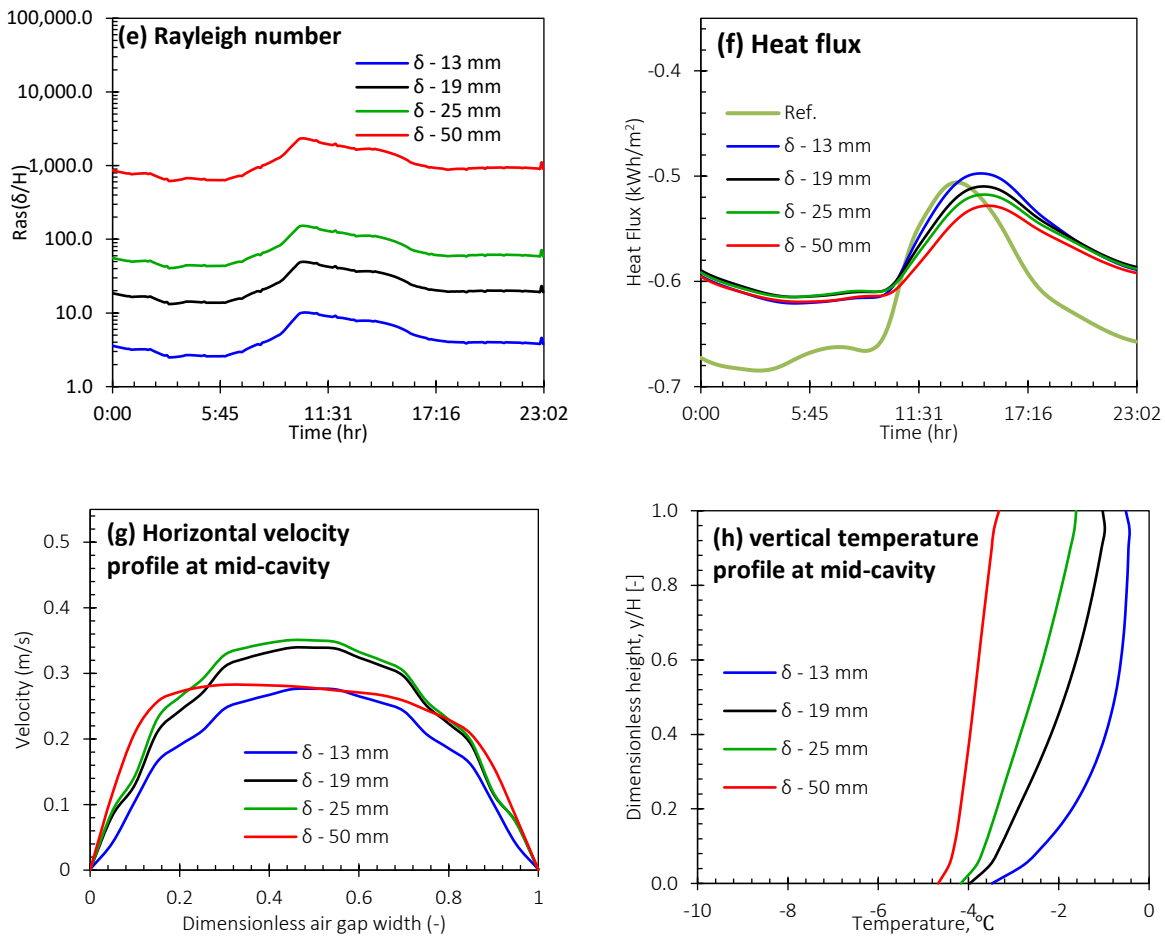 (e) Rayleigh number
100,000.0
10,000.0
1,000.0
100.0
10.0
1.0
Ras(δ/H)
δ - 13 mm
δ - 19 mm
δ - 25 mm
δ - 50 mm
0:00 5:45 11:31 17:16 23:02
Time (hr)
(f) Heat flux
-0.4
-0.5
-0.6
-0.7
Heat Flux (kWh/m²)
Ref.
δ - 13 mm
δ - 19 mm
δ - 25 mm
δ - 50 mm
0:00 5:45 11:31 17:16 23:02
Time (hr)
(g) Horizontal velocity
profile at mid-cavity
0.5
0.4
0.3
0.2
0.1
0
Velocity (m/s)
δ - 13 mm
δ - 19 mm
δ - 25 mm
δ - 50 mm
0 0.2 0.4 0.6 0.8 1
Dimensionless air gap width (-)
(h) vertical temperature
profile at mid-cavity
1.0
0.8
0.6
0.4
0.2
0.0
Dimensionless height, y/H [-]
δ - 13 mm
δ - 19 mm
δ - 25 mm
δ - 50 mm
-10 -8 -6 -4 -2 0
Temperature, °C